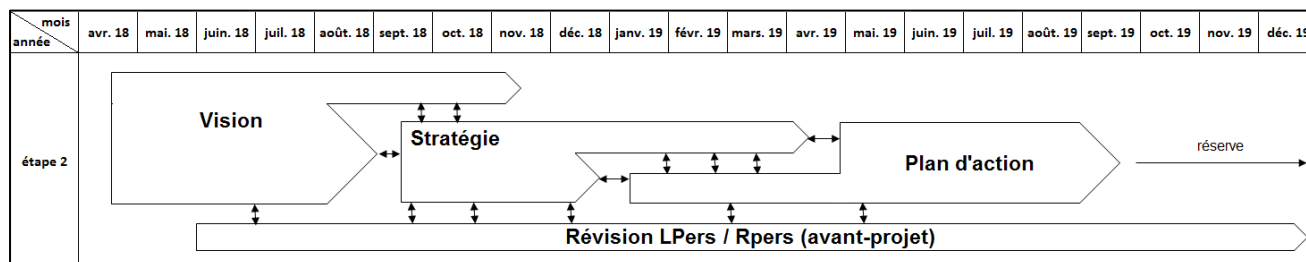 mois
année
avr. 18 mai. 18 juin. 18 juil. 18 août. 18 sept. 18 oct. 18 nov. 18 déc. 18 janv. 19 févr. 19 mars. 19 avr. 19 mai. 19 juin. 19 juil. 19 août. 19 sept. 19 oct. 19 nov. 19 déc. 19
étape 2
Vision
Stratégie
Plan d'action
réserve
Révision LPers / Rpers (avant-projet)